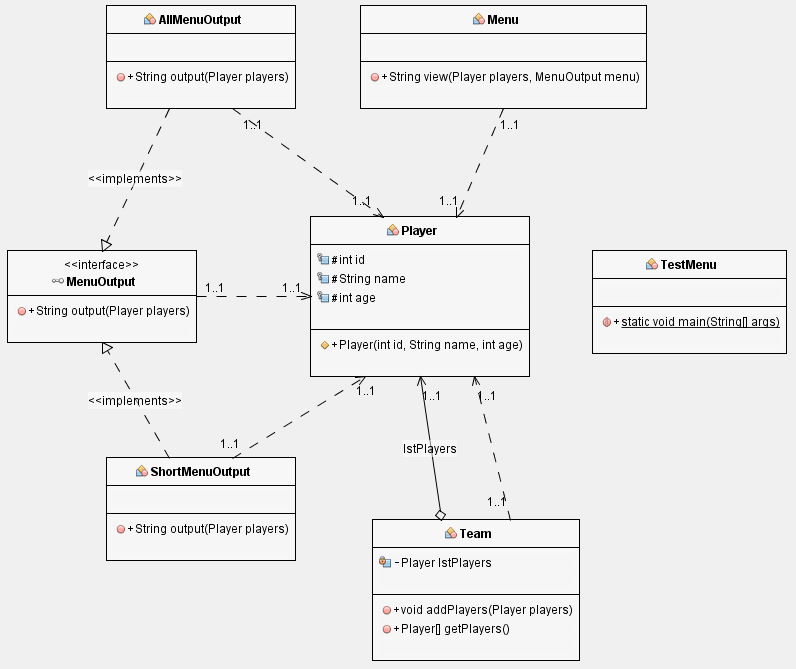 AllMenuOutput
+ String output(Player players)
Menu
+ String view(Player players, MenuOutput menu)
1..1
1..1
<<implements>>
1..1
1..1
Player
# int id
# String name
# int age
+ Player(int id, String name, int age)
<<interface>>
MenuOutput
+ String output(Player players)
1..1
1..1
TestMenu
+ static void main(String[] args)
<<implements>>
1..1
1..1
1..1
1..1
lstPlayers
ShortMenuOutput
+ String output(Player players)
1..1
Team
- Player lstPlayers
+ void addPlayers(Player players)
+ Player[] getPlayers()